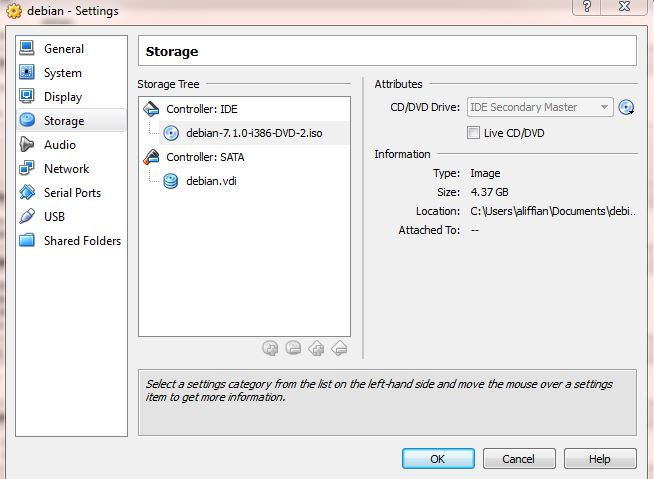 debian - Settings
General
System
Display
Storage
Audio
Network
Serial Ports
USB
Shared Folders
Storage
Storage Tree
Controller: IDE
debian-7.1.0-i386-DVD-2.iso
Controller: SATA
debian.vdi
Attributes
CD/DVD Drive: IDE Secondary Master
Live CD/DVD
Information
Type: Image
Size: 4.37 GB
Location: C:\Users\aliffian\Documents\debi...
Attached To: --
Select a settings category from the list on the left-hand side and move the mouse over a settings
item to get more information.
OK Cancel Help